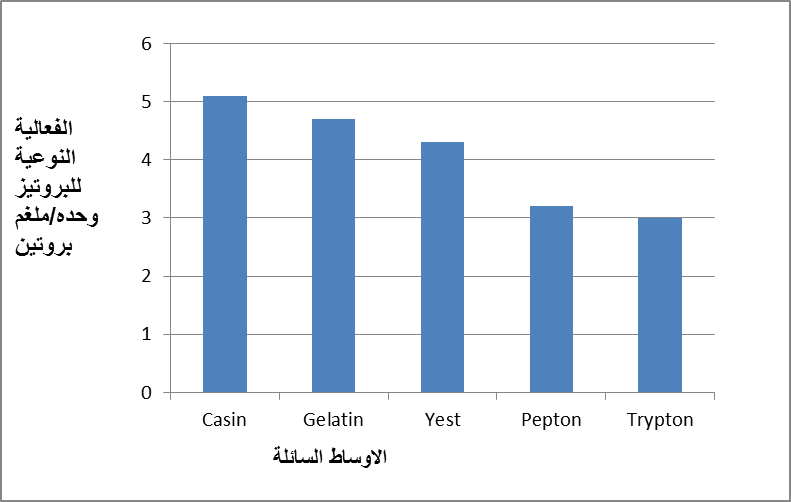 الفعالية
النوعية
للبروتيز
وحده/ملغم
بروتين
6
5
4
3
2
1
0
Casin Gelatin Yest Pepton Trypton
الاوساط السائلة